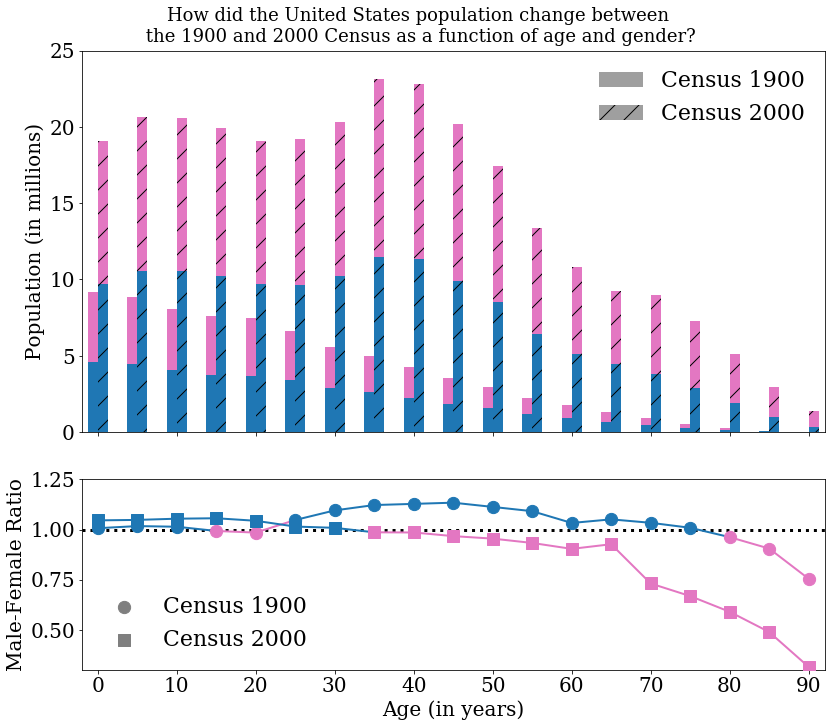 How did the United States population change between
the 1900 and 2000 Census as a function of age and gender?
25
20
15
10
5
0
Population (in millions)
Census 1900
Census 2000
1.25
1.00
0.75
0.50
Male-Female Ratio
Census 1900
Census 2000
0 10 20 30 40 50 60 70 80 90
Age (in years)